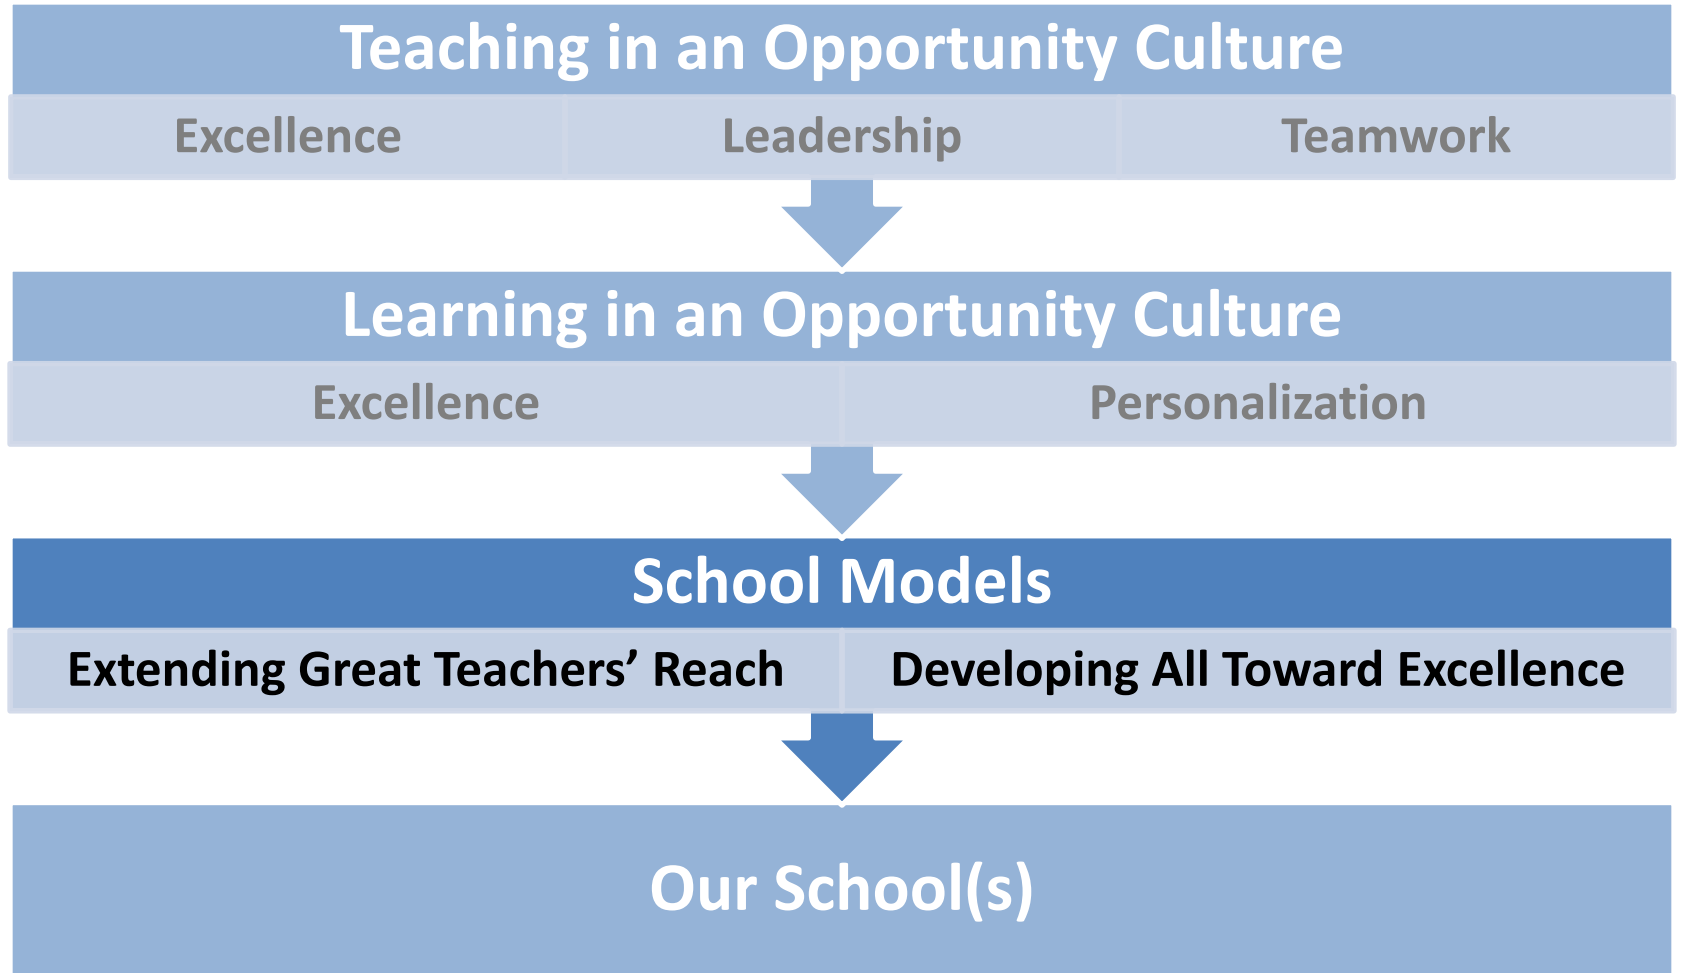 Teaching in an Opportunity Culture
Excellence Leadership Teamwork
Learning in an Opportunity Culture
Excellence Personalization
School Models
Extending Great Teachers’ Reach Developing All Toward Excellence
Our School(s)